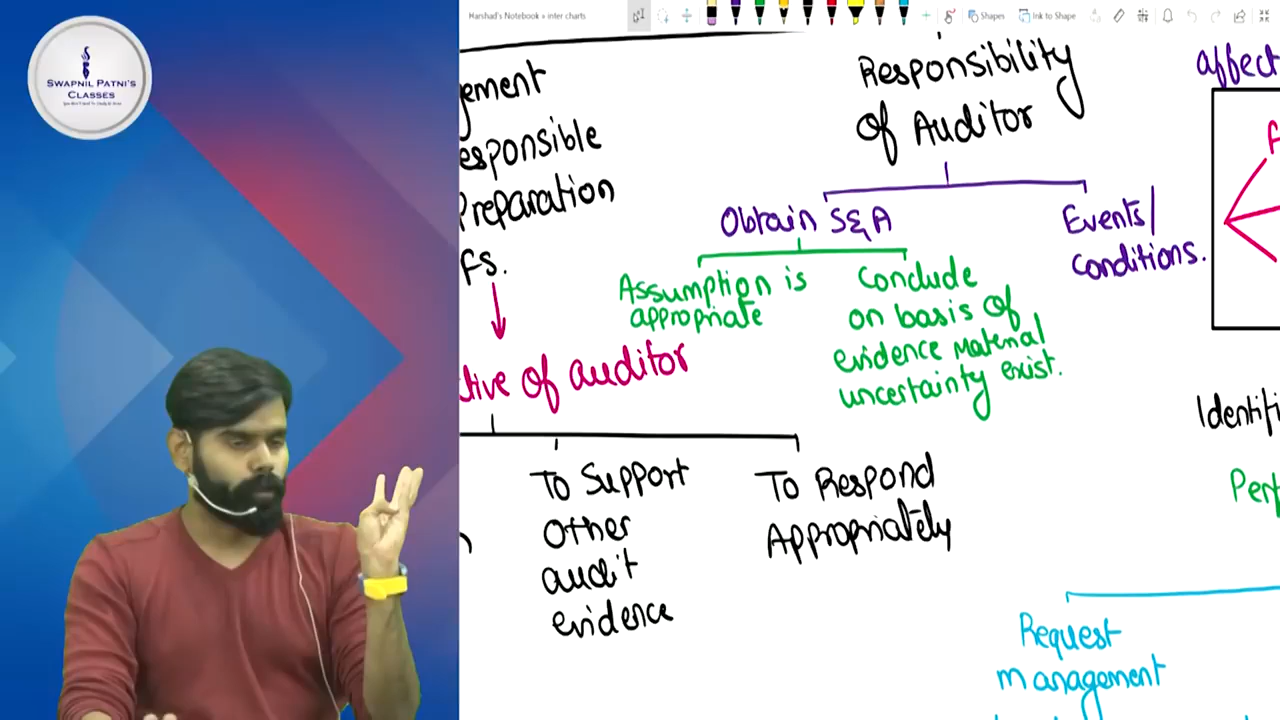 Harshad's Notebook » inter charts
Shapes
Ink to Shape
SWAPNIL PATNI'S
CLASSES
gement
esponsible
Preparation
FS.
ctive of auditor
To Support
Other
audit
evidence
To Respond
Appropriately
Responsibility
of Auditor
Obtain S&A
Assumption is
appropriate
Conclude
on basis of
evidence Material
uncertainty exist.
Events/
Conditions.
affect
Identifi
Perf
Request
management